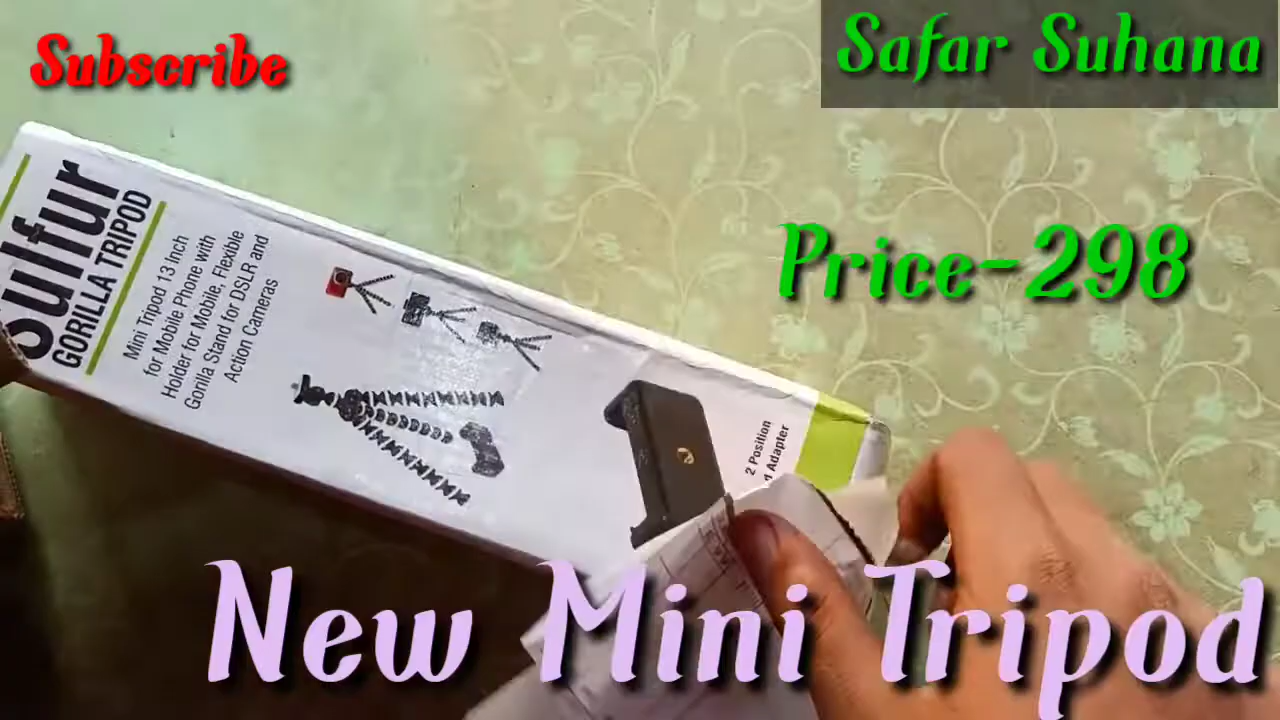 Subscribe
Safar Suhana
Price-298
Sulfur
GORILLA TRIPOD
Mini Tripod 13 Inch
for Mobile Phone with
Holder for Mobile, Flexible
Gorilla Stand for DSLR and
Action Cameras
2 Position
Adapter
New Mini Tripod